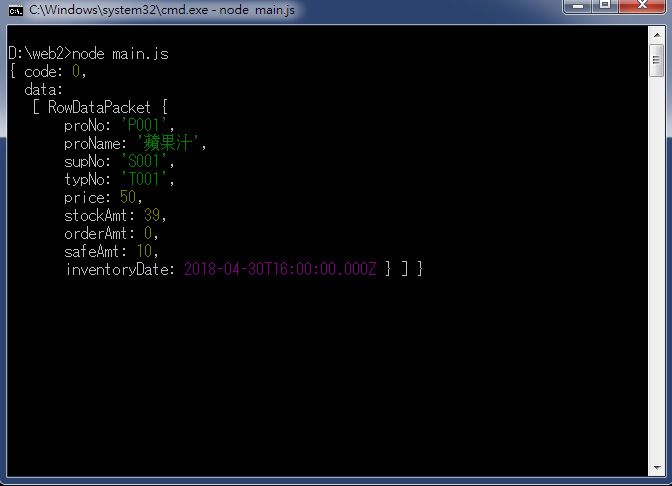 C:\Windows\system32\cmd.exe - node  main.js
D:\web2>node main.js
{ code: 0,
  data:
   [ RowDataPacket {
       proNo: 'P001',
       proName: '蘋果汁',
       supNo: 'S001',
       typNo: 'T001',
       price: 50,
       stockAmt: 39,
       orderAmt: 0,
       safeAmt: 10,
       inventoryDate: 2018-04-30T16:00:00.000Z } ] }